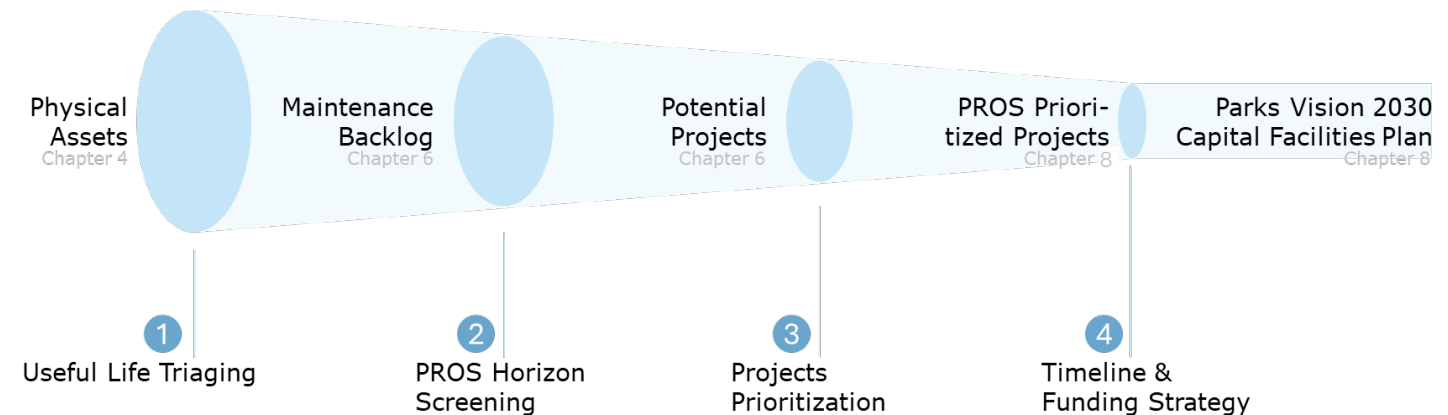 Physical
Assets
Chapter 4
Maintenance
Backlog
Chapter 6
Potential
Projects
Chapter 6
PROS Priori-
tized Projects
Chapter 8
Parks Vision 2030
Capital Facilities Plan
Chapter 8
1
Useful Life Triaging
2
PROS Horizon
Screening
3
Projects
Prioritization
4
Timeline &
Funding Strategy